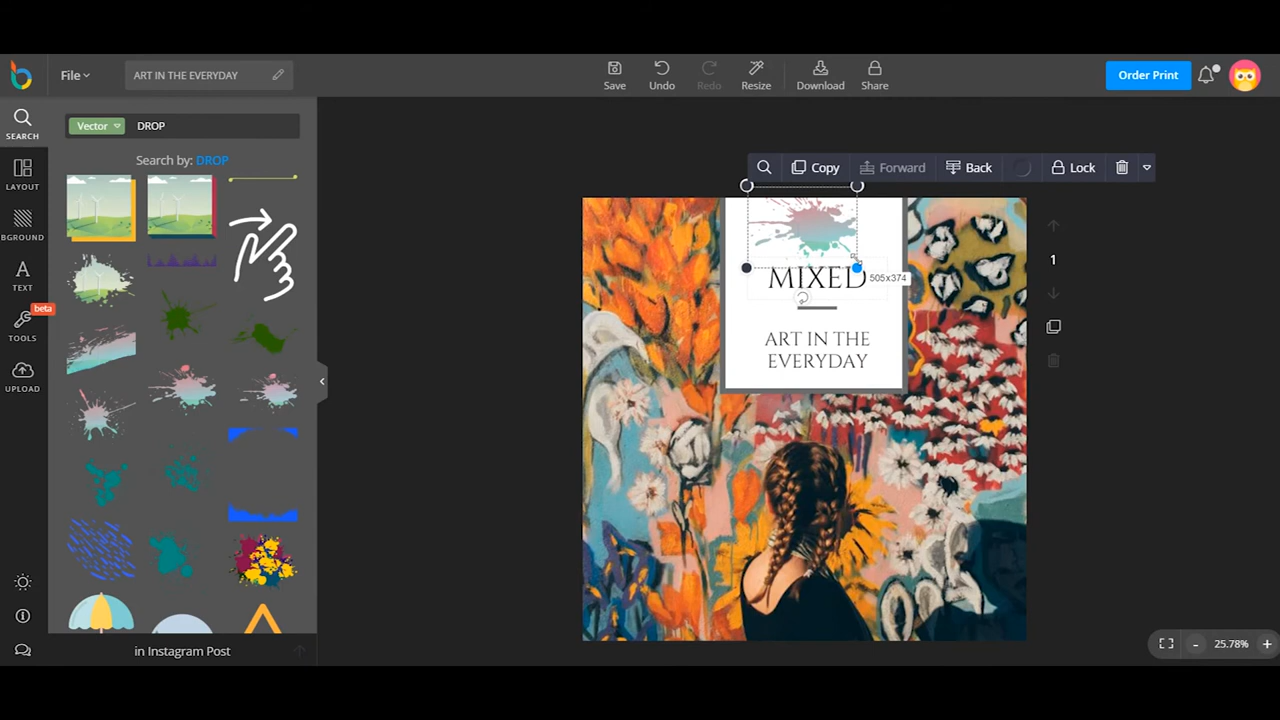 File
ART IN THE EVERYDAY
Save
Undo
Redo
Resize
Download
Share
Order Print
SEARCH
Vector
DROP
Search by: DROP
LAYOUT
BGROUND
TEXT
beta
TOOLS
UPLOAD
in Instagram Post
Copy
Forward
Back
Lock
MIXED
505x374
ART IN THE
EVERYDAY
1
- 25.78% +